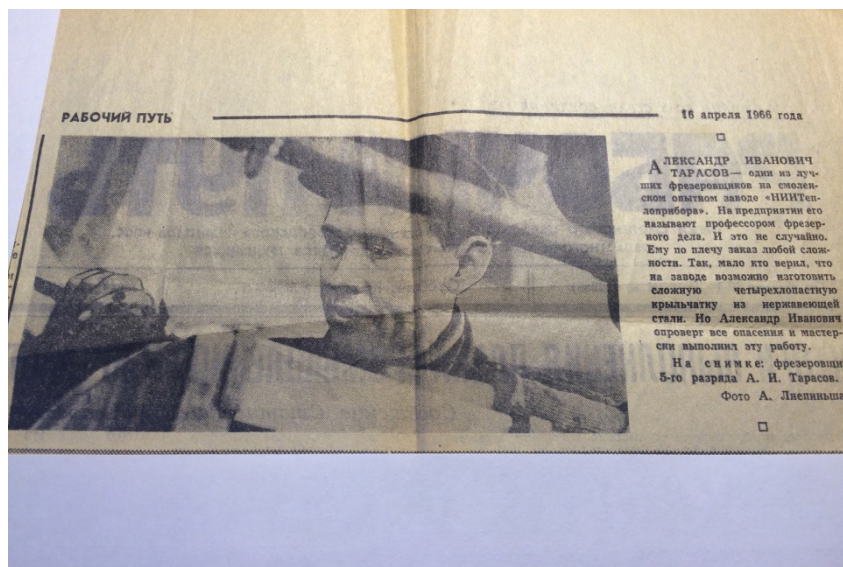 РАБОЧИЙ ПУТЬ
16 апреля 1966 года
АЛЕКСАНДР ИВАНОВИЧ
ТАРАСОВ— один из луч-
ших фрезеровщиков на смолен-
ском опытном заводе «НИИТеп-
лоприбора». На предприятии его
называют профессором фрезер-
ного дела. И это не случайно.
Ему по плечу заказ любой слож-
ности. Так, мало кто верил, что
на заводе возможно изготовить
сложную четырехлопастную
крыльчатку из нержавеющей
стали. Но Александр Иванович
опроверг все опасения и мастер-
ски выполнил эту работу.
На снимке: фрезеровщи
5-го разряда А. И. Тарасов.
Фото А. Лиепиньша